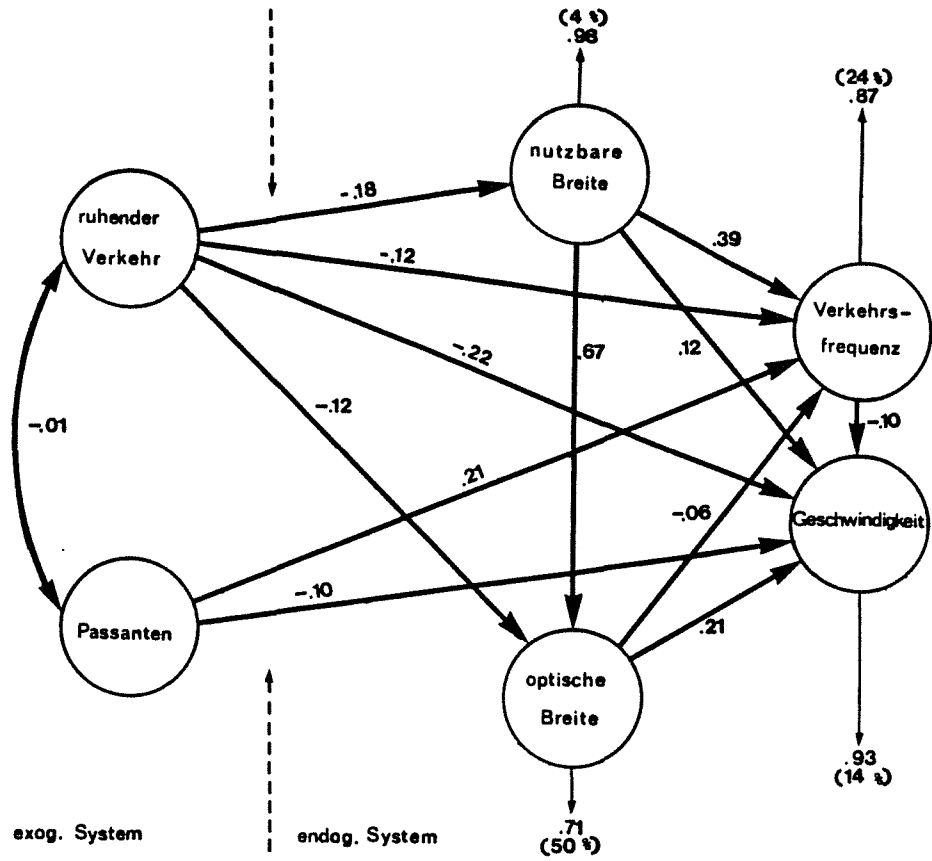 (4 %)
.98
(24 %)
.87
nutzbare
Breite
ruhender
Verkehr
-.18
.39
-.12
Verkehrs-
frequenz
-.22
.67
.12
-.12
-.10
-.01
.21
-.06
Geschwindigkeit
-.10
Passanten
.21
optische
Breite
.93
(14 %)
.71
(50 %)
exog. System
endog. System